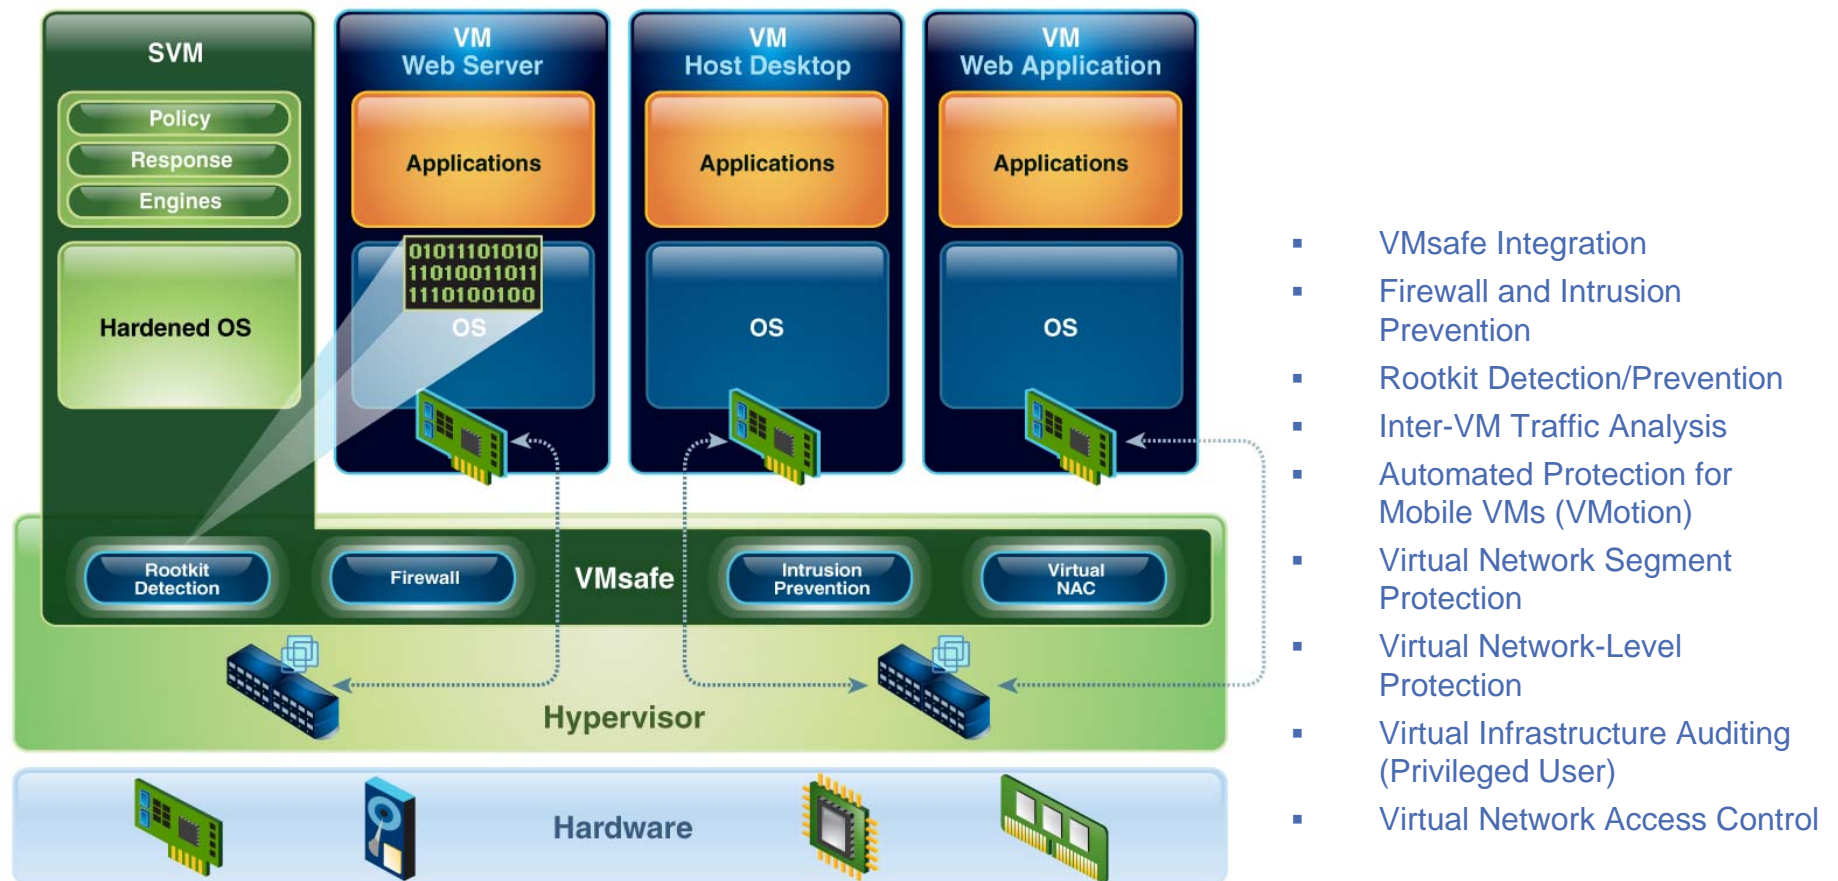 SVM
Policy
Response
Engines
Hardened OS
VM
Web Server
Applications
01011101010
11010011011
1110100100
OS
VM
Host Desktop
Applications
OS
VM
Web Application
Applications
OS
Rootkit
Detection
Firewall
VMsafe
Intrusion
Prevention
Virtual
NAC
Hypervisor
Hardware
▪ VMsafe Integration
▪ Firewall and Intrusion
Prevention
▪ Rootkit Detection/Prevention
▪ Inter-VM Traffic Analysis
▪ Automated Protection for
Mobile VMs (VMotion)
▪ Virtual Network Segment
Protection
▪ Virtual Network-Level
Protection
▪ Virtual Infrastructure Auditing
(Privileged User)
▪ Virtual Network Access Control